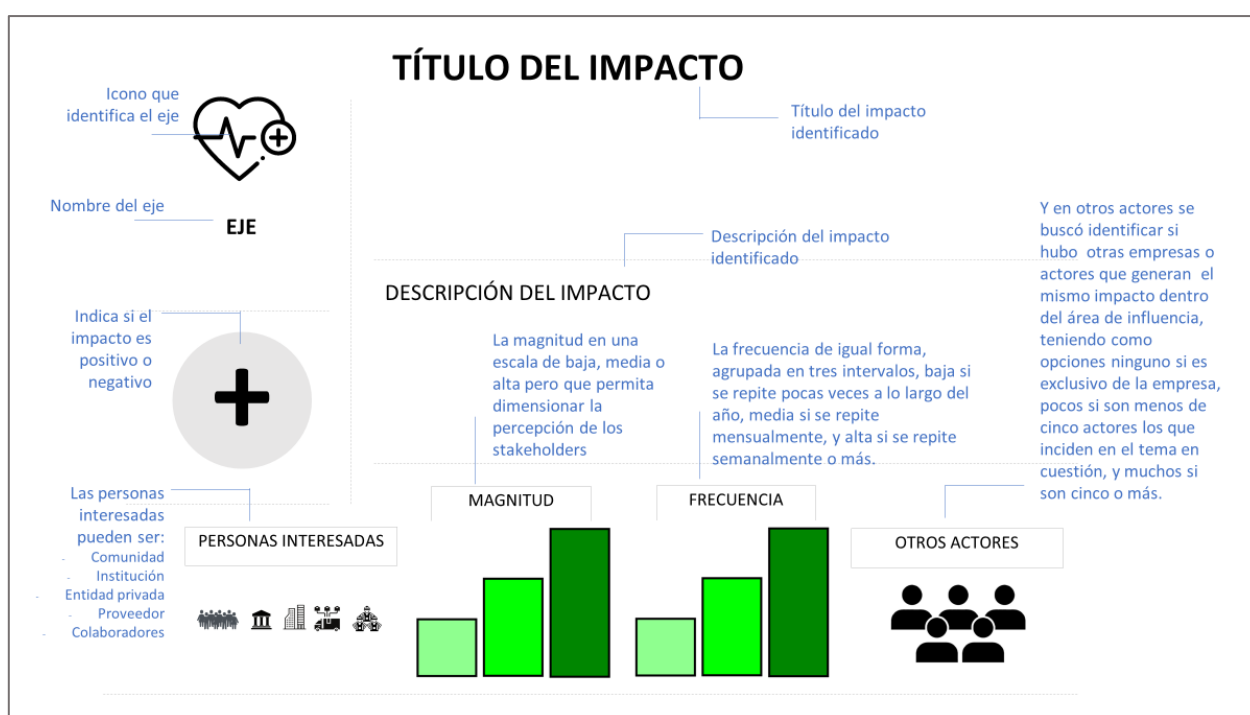 TÍTULO DEL IMPACTO
Icono que
identifica el eje
Título del impacto
identificado
Nombre del eje
EJE
Descripción del impacto
identificado
DESCRIPCIÓN DEL IMPACTO
Indica si el
impacto es
positivo o
negativo
La magnitud en una
escala de baja, media o
alta pero que permita
dimensionar la
percepción de los
stakeholders
La frecuencia de igual forma,
agrupada en tres intervalos, baja si
se repite pocas veces a lo largo del
año, media si se repite
mensualmente, y alta si se repite
semanalmente o más.
Y en otros actores se
buscó identificar si
hubo otras empresas o
actores que generan el
mismo impacto dentro
del área de influencia,
teniendo como
opciones ninguno si es
exclusivo de la empresa,
pocos si son menos de
cinco actores los que
inciden en el tema en
cuestión, y muchos si
son cinco o más.
Las personas
interesadas
pueden ser:
- Comunidad
- Institución
- Entidad privada
- Proveedor
- Colaboradores
PERSONAS INTERESADAS
MAGNITUD
FRECUENCIA
OTROS ACTORES